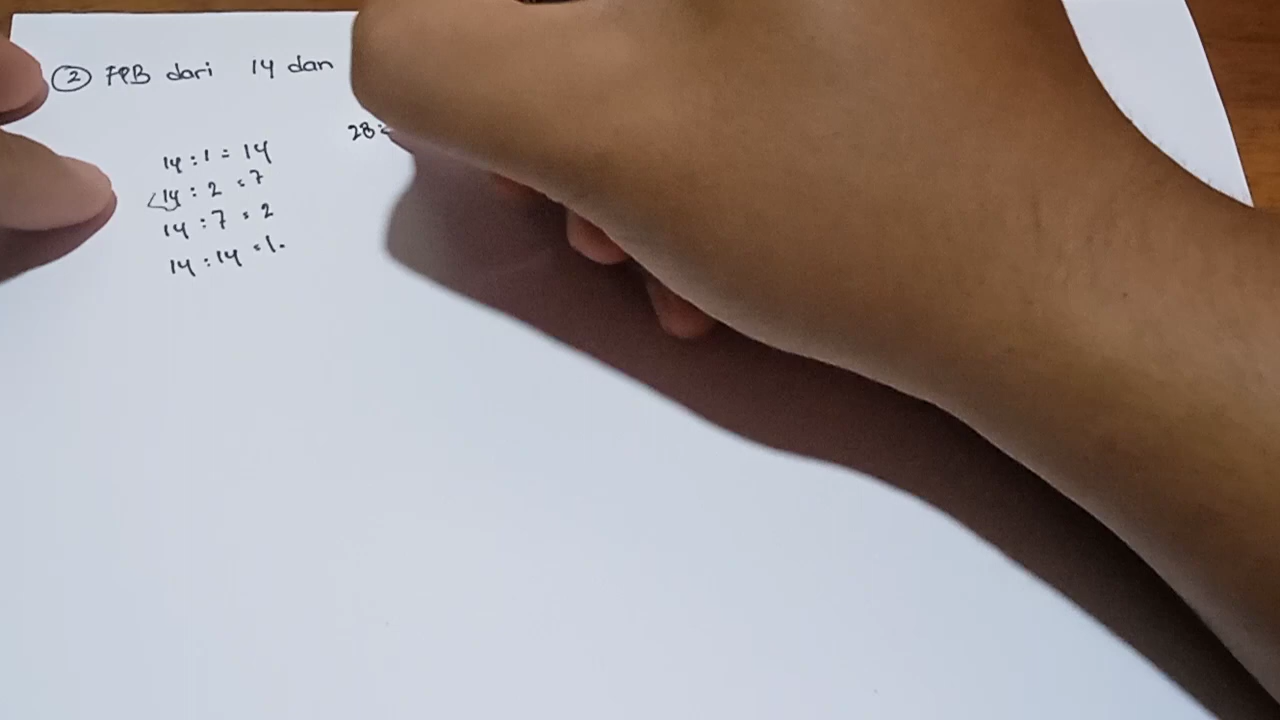 ② FPB dari 14 dan
14 : 1 = 14
14 : 2 = 7
14 : 7 = 2
14 : 14 = 1.
28 :